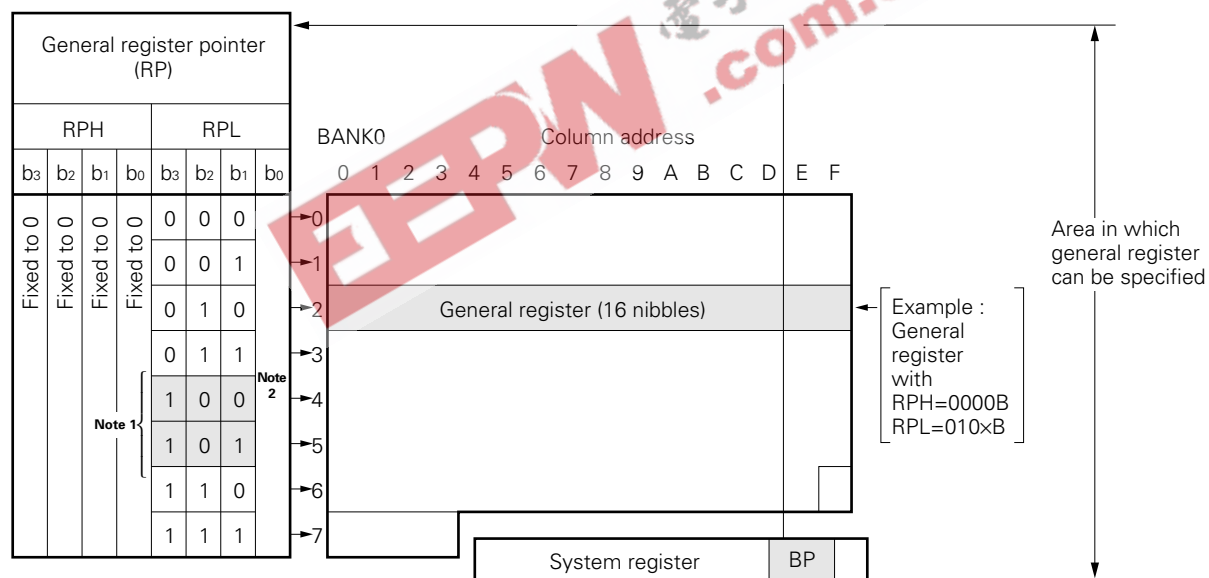 General register pointer
(RP)
RPH RPL
b3 b2 b1 b0 b3 b2 b1 b0
BANK0 Column address
0 1 2 3 4 5 6 7 8 9 A B C D E F
Fixed to 0 Fixed to 0 Fixed to 0 Fixed to 0
0 0 0 0
0 0 1 1
0 1 0 2 General register (16 nibbles)
0 1 1 3
Note 1
1 0 0 4
1 0 1 5
1 1 0 6
1 1 1 7
Note
2
Example :
General
register
with
RPH=0000B
RPL=010×B
Area in which
general register
can be specified
System register BP
EEPW
.com.